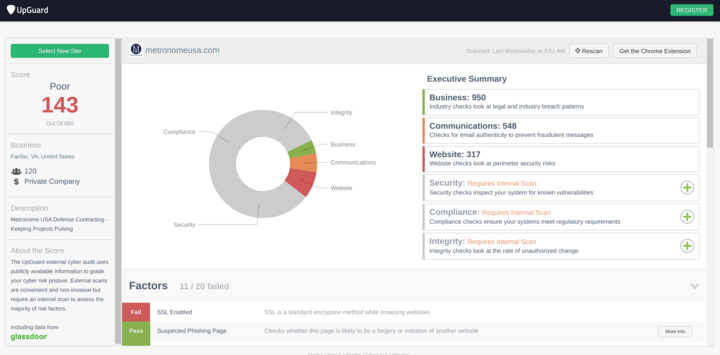 UpGuard
REGISTER
Select New Site
Score
Poor
143
Out Of 950
Business
Fairfax, VA, United States
120
$ Private Company
Description
Metronome USA Defense Contracting -
Keeping Projects Pulsing
About the Score
The UpGuard external cyber audit uses
publicly available information to grade
your cyber risk posture. External scans
are convenient and non-invasive but
require an internal scan to assess the
majority of risk factors.
Including data from
glassdoor
M
metronomeusa.com
Scanned: Last Wednesday at 3:51 AM
Rescan
Get the Chrome Extension
Compliance
Integrity
Business
Communications
Website
Security
Executive Summary
Business: 950
Industry checks look at legal and industry breach patterns
Communications: 548
Checks for email authenticity to prevent fraudulent messages
Website: 317
Website checks look at perimeter security risks
Security: Requires Internal Scan
Security checks inspect your system for known vulnerabilities
Compliance: Requires Internal Scan
Compliance checks ensure your systems meet regulatory requirements
Integrity: Requires Internal Scan
Integrity checks look at the rate of unauthorized change
Factors 11 / 20 failed
Fail SSL Enabled SSL is a standard encryption method while browsing websites
Pass Suspected Phishing Page Checks whether this page is likely to be a forgery or imitation of another website More Info